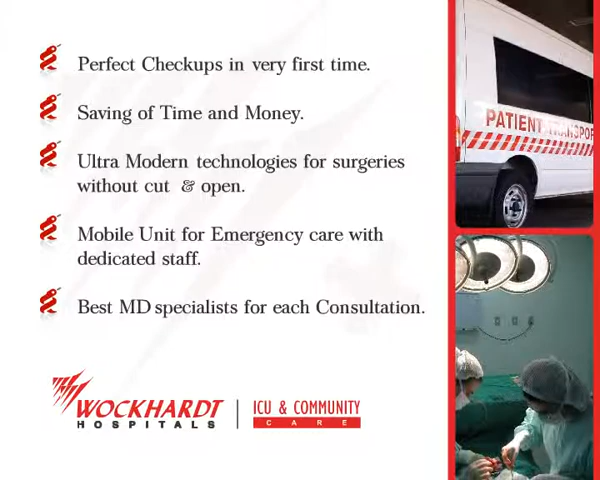 Perfect Checkups in very first time.
Saving of Time and Money.
Ultra Modern technologies for surgeries
without cut & open.
Mobile Unit for Emergency care with
dedicated staff.
Best MD specialists for each Consultation.
WOCKHARDT
HOSPITALS
ICU & COMMUNITY
CARE
PATIENT TRANSPOR